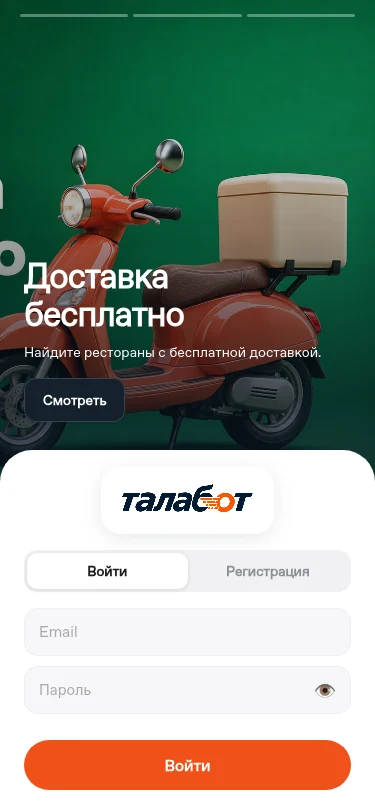 Доставка
бесплатно
Найдите рестораны с бесплатной доставкой.
Смотреть
талабот
Войти
Регистрация
Email
Пароль
Войти